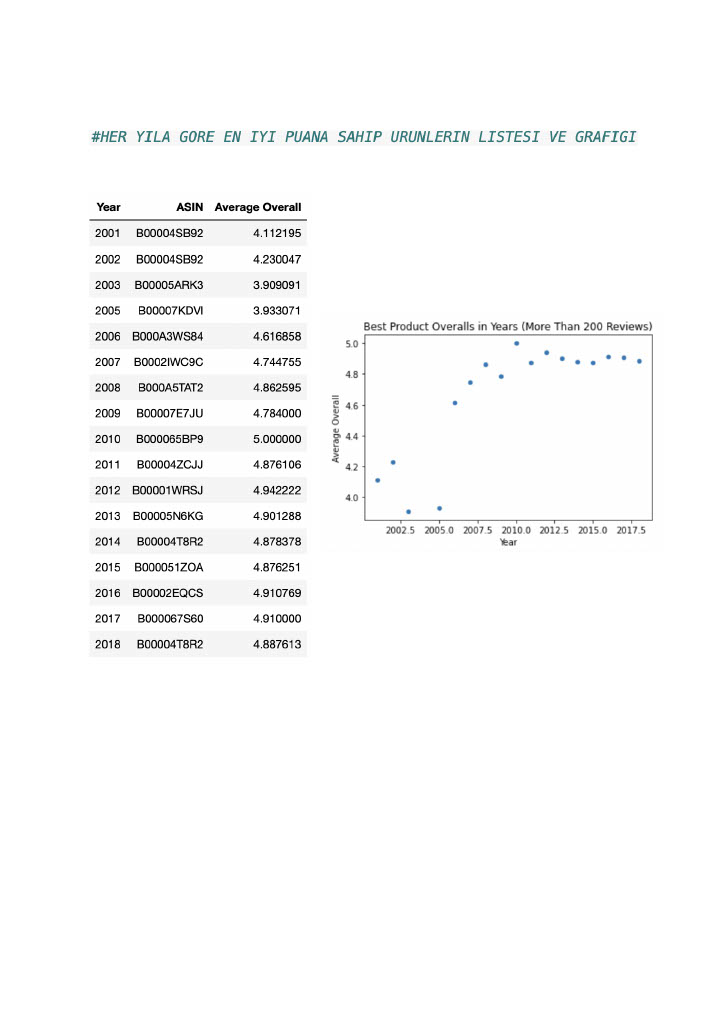 #HER YILA GORE EN IYI PUANA SAHIP URUNLERIN LISTESI VE GRAFIGI
Year ASIN Average Overall
2001 B00004SB92 4.112195
2002 B00004SB92 4.230047
2003 B00005ARK3 3.909091
2005 B00007KDVI 3.933071
2006 B000A3WS84 4.616858
2007 B0002IWC9C 4.744755
2008 B000A5TAT2 4.862595
2009 B00007E7JU 4.784000
2010 B000065BP9 5.000000
2011 B00004ZCJJ 4.876106
2012 B00001WRSJ 4.942222
2013 B00005N6KG 4.901288
2014 B00004T8R2 4.878378
2015 B000051ZOA 4.876251
2016 B00002EQCS 4.910769
2017 B000067S60 4.910000
2018 B00004T8R2 4.887613
Best Product Overalls in Years (More Than 200 Reviews)
5.0
4.8
4.6
4.4
4.2
4.0
Average Overall
2002.5 2005.0 2007.5 2010.0 2012.5 2015.0 2017.5
Year